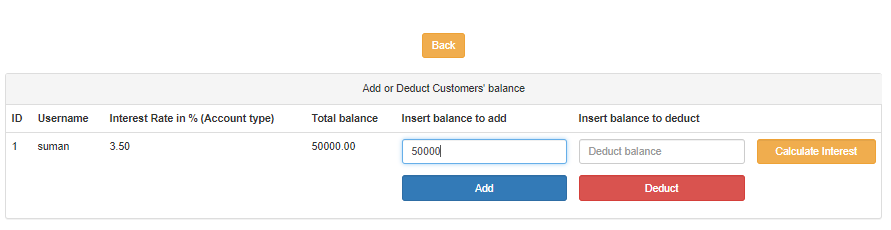 Back
Add or Deduct Customers' balance
ID Username Interest Rate in % (Account type) Total balance Insert balance to add Insert balance to deduct
1 suman 3.50 50000.00 50000 Deduct balance Calculate Interest
Add Deduct